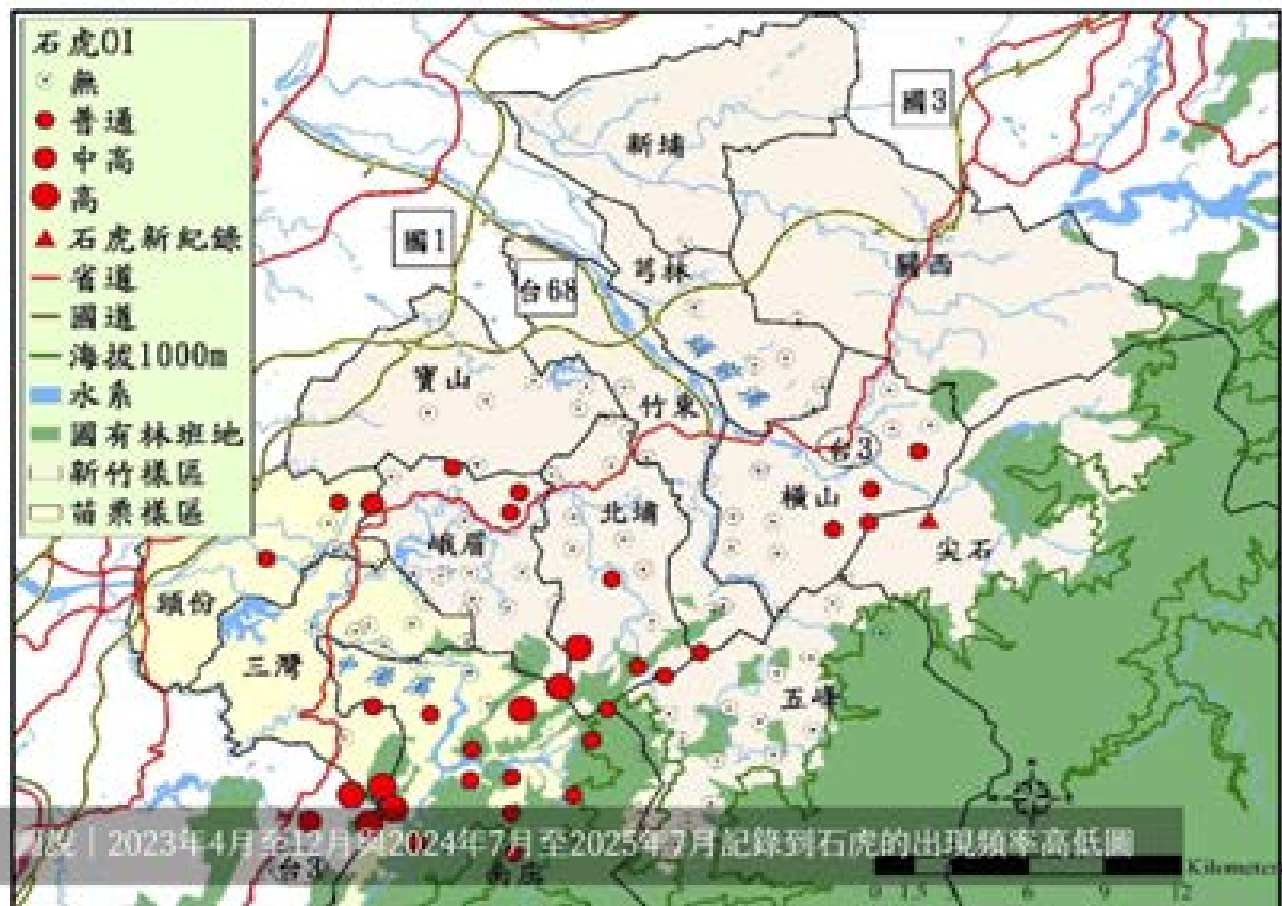 石虎OI
無
普通
中高
高
石虎新紀錄
省道
國道
海拔1000m
水系
國有林班地
新竹樣區
苗栗樣區
國3
新埔
國1
芎林
關西
台68
寶山
竹東
台3
橫山
北埔
峨眉
尖石
頭份
三灣
五峰
2023年4月至12月與2024年7月至2025年7月記錄到石虎的出現頻率高低圖
台3
南庄
Kilometer
0 1.5 6 9 12